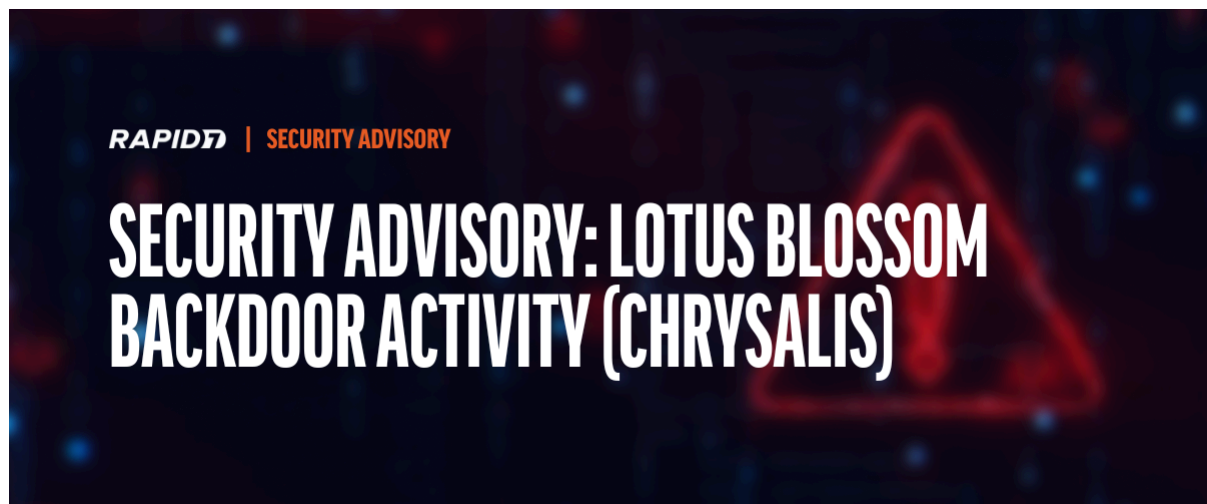 RAPID7 | SECURITY ADVISORY
SECURITY ADVISORY: LOTUS BLOSSOM
BACKDOOR ACTIVITY (CHRYSALIS)